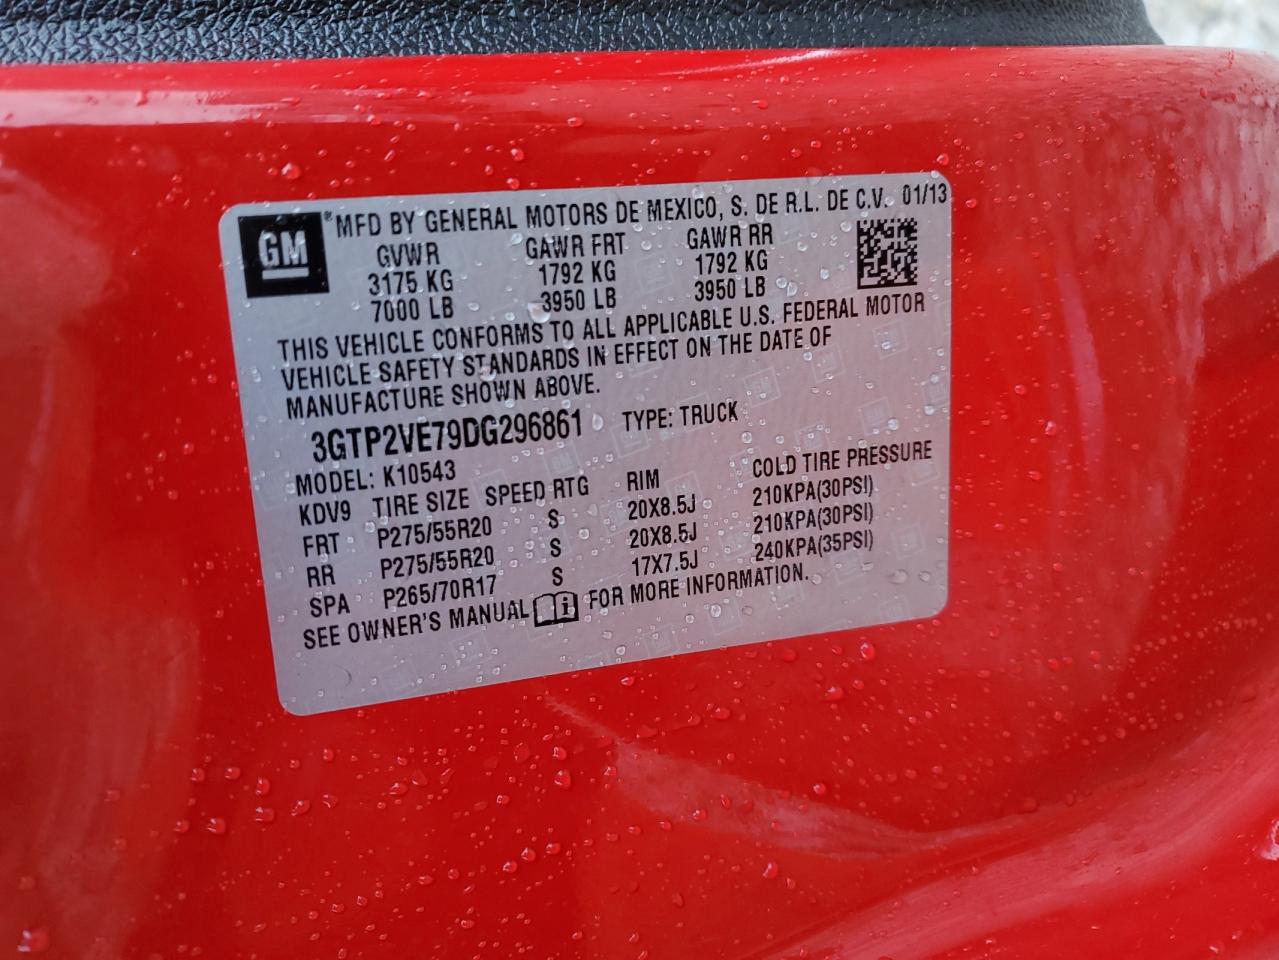 GM ® MFD BY GENERAL MOTORS DE MEXICO, S. DE R.L. DE C.V. 01/13
GVWR GAWR FRT GAWR RR
3175 KG 1792 KG 1792 KG
7000 LB 3950 LB 3950 LB
THIS VEHICLE CONFORMS TO ALL APPLICABLE U.S. FEDERAL MOTOR
VEHICLE SAFETY STANDARDS IN EFFECT ON THE DATE OF
MANUFACTURE SHOWN ABOVE.
3GTP2VE79DG296861 TYPE: TRUCK
MODEL: K10543
KDV9 TIRE SIZE SPEED RTG RIM COLD TIRE PRESSURE
FRT P275/55R20 S 20X8.5J 210KPA(30PSI)
RR P275/55R20 S 20X8.5J 210KPA(30PSI)
SPA P265/70R17 S 17X7.5J 240KPA(35PSI)
SEE OWNER'S MANUAL i FOR MORE INFORMATION.